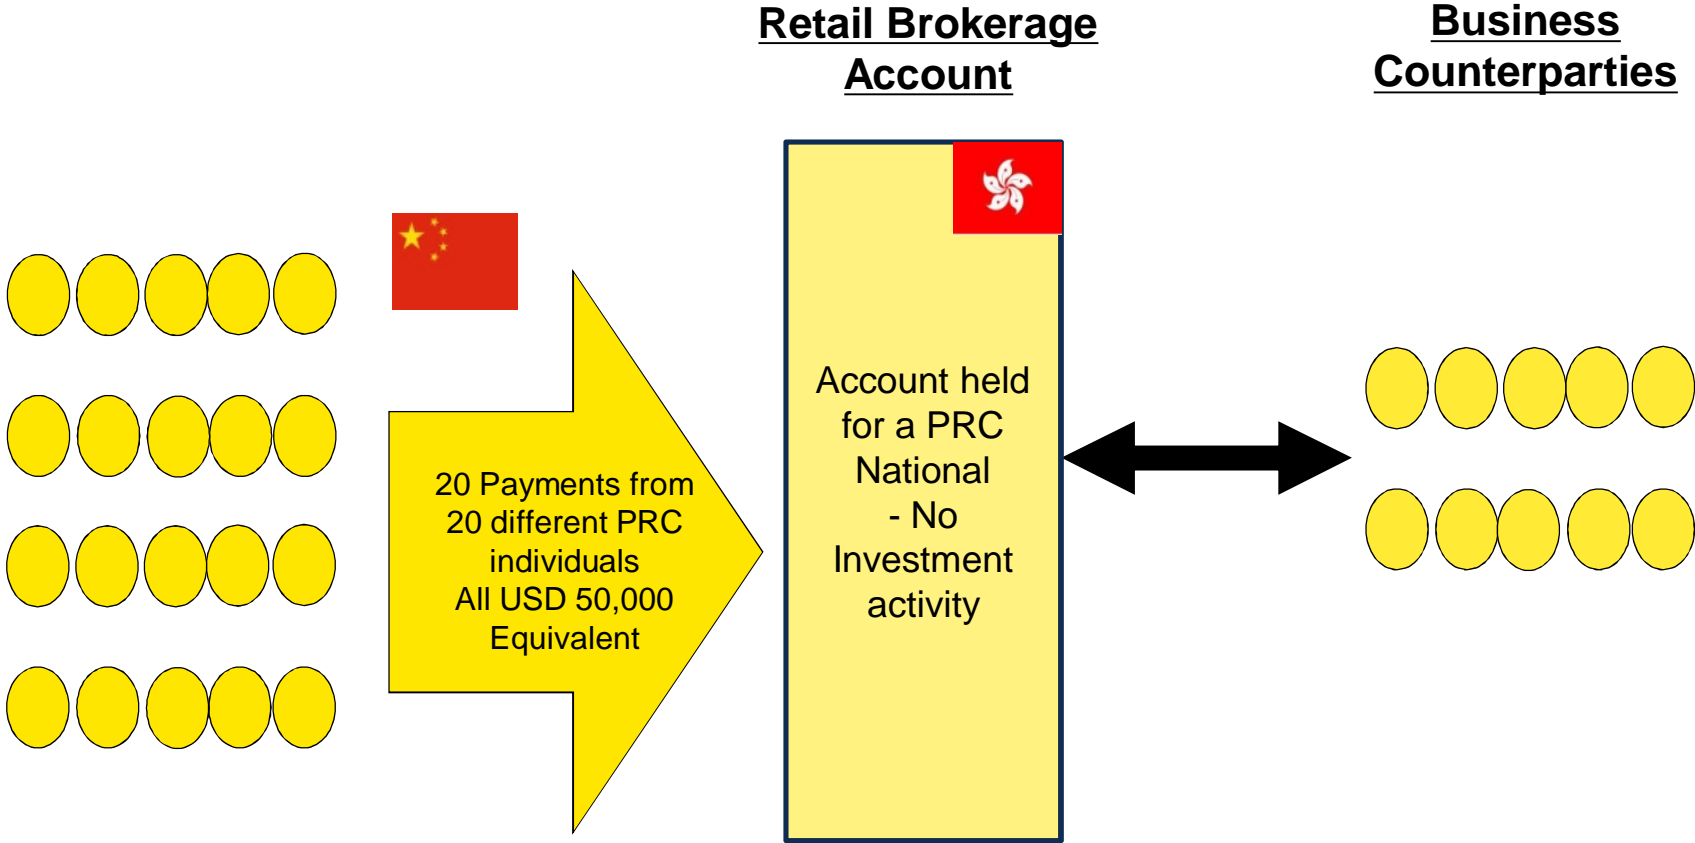 Retail Brokerage
Account
Business
Counterparties
20 Payments from
20 different PRC
individuals
All USD 50,000
Equivalent
Account held
for a PRC
National
- No
Investment
activity